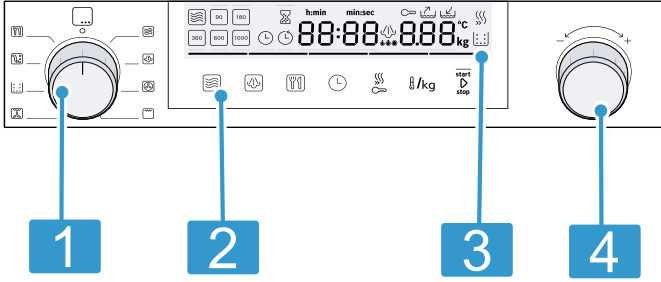 90 180 h:min min:sec
360 600 1000 88:88 8.88 °C
kg
− +
/kg start
stop
1 2 3 4